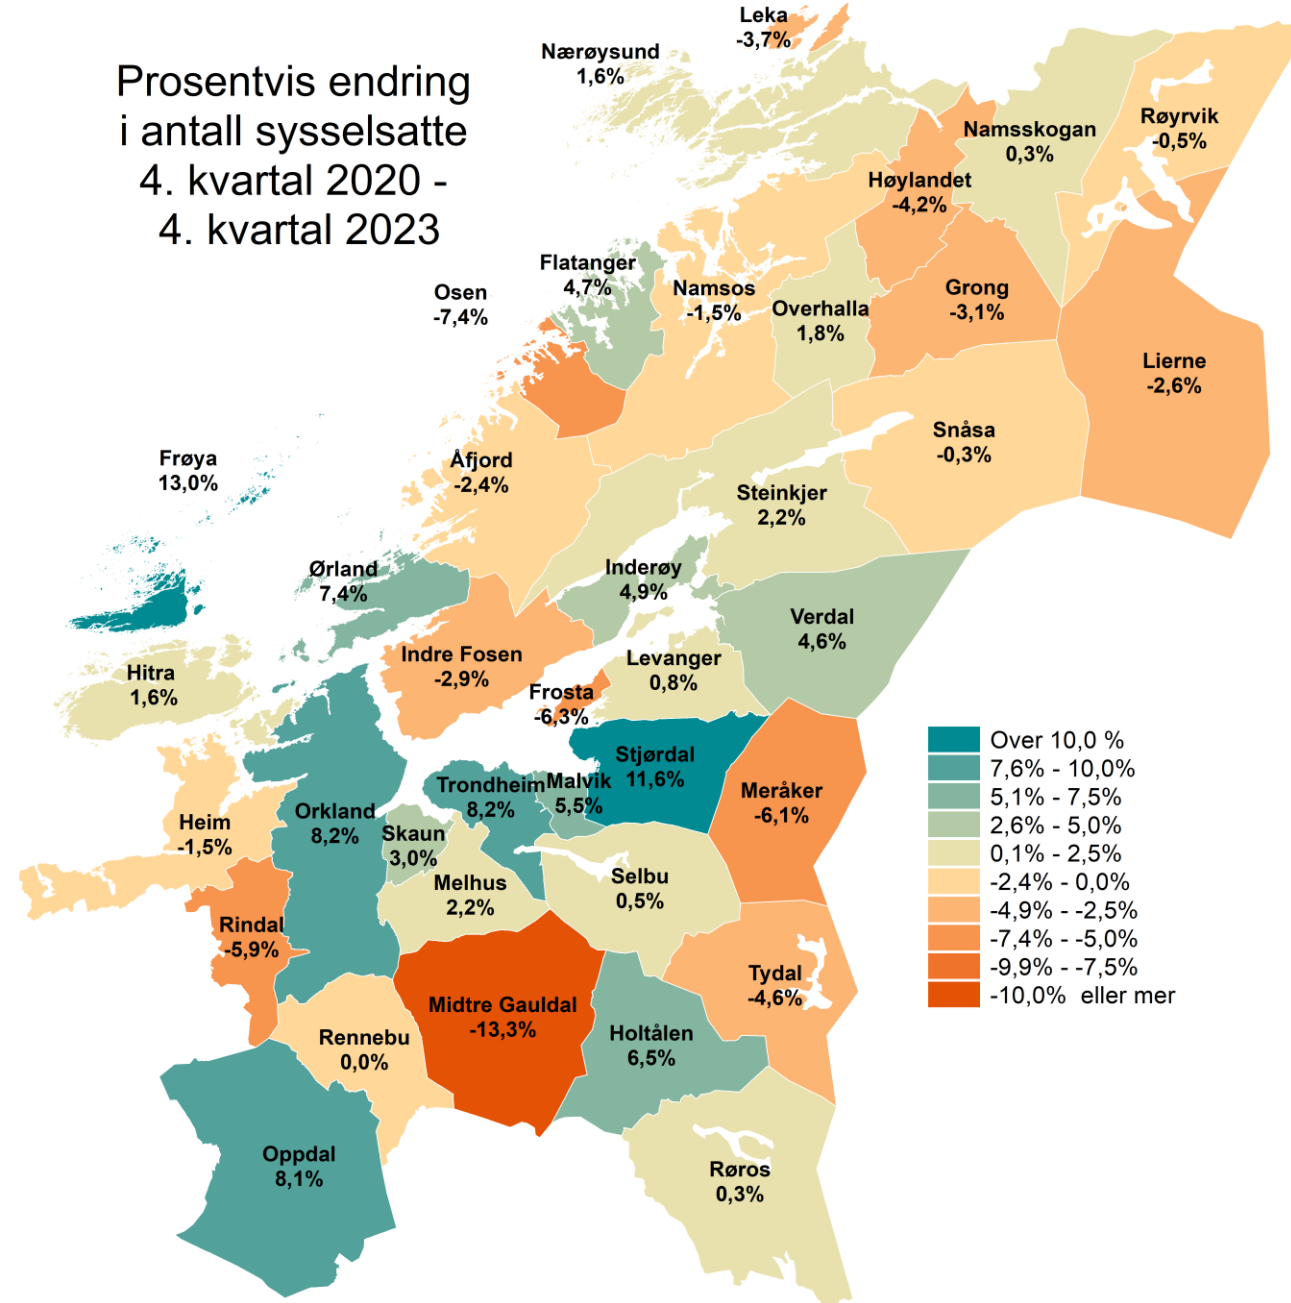 Prosentvis endring
i antall sysselsatte
4. kvartal 2020 -
4. kvartal 2023
Leka
-3,7%
Nærøysund
1,6%
Namsskogan
0,3%
Røyrvik
-0,5%
Høylandet
-4,2%
Flatanger
4,7%
Osen
-7,4%
Namsos
-1,5%
Overhalla
1,8%
Grong
-3,1%
Lierne
-2,6%
Snåsa
-0,3%
Frøya
13,0%
Åfjord
-2,4%
Steinkjer
2,2%
Ørland
7,4%
Inderøy
4,9%
Verdal
4,6%
Hitra
1,6%
Indre Fosen
-2,9%
Levanger
0,8%
Frosta
-6,3%
Stjørdal
11,6%
Trondheim
8,2%
Malvik
5,5%
Meråker
-6,1%
Orkland
8,2%
Heim
-1,5%
Skaun
3,0%
Melhus
2,2%
Selbu
0,5%
Rindal
-5,9%
Tydal
-4,6%
Midtre Gauldal
-13,3%
Rennebu
0,0%
Holtålen
6,5%
Oppdal
8,1%
Røros
0,3%
Over 10,0 %
7,6% - 10,0%
5,1% - 7,5%
2,6% - 5,0%
0,1% - 2,5%
-2,4% - 0,0%
-4,9% - -2,5%
-7,4% - -5,0%
-9,9% - -7,5%
-10,0%  eller mer